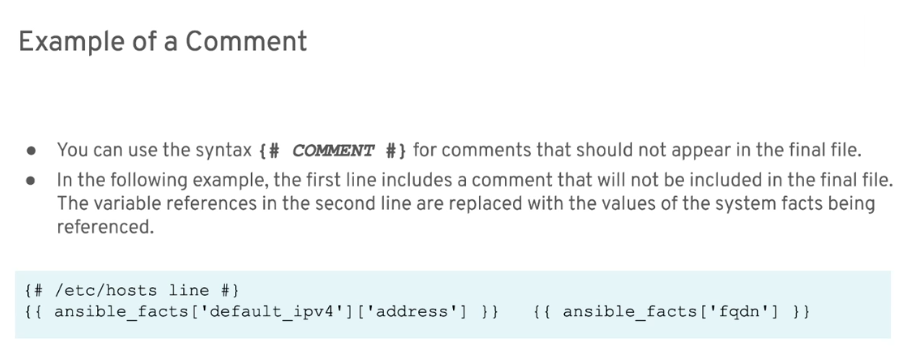 Example of a Comment
● You can use the syntax {# COMMENT #} for comments that should not appear in the final file.
● In the following example, the first line includes a comment that will not be included in the final file.
The variable references in the second line are replaced with the values of the system facts being
referenced.
{# /etc/hosts line #}
{{ ansible_facts['default_ipv4']['address'] }}   {{ ansible_facts['fqdn'] }}